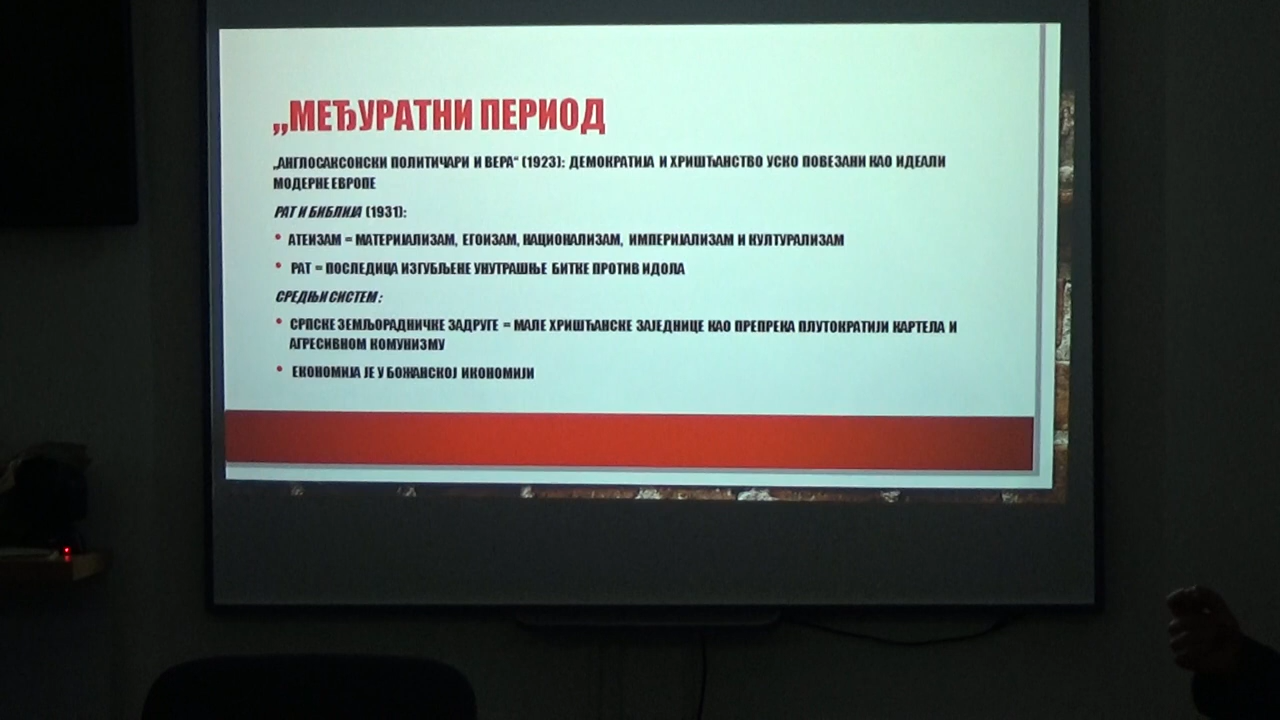 „МЕЂУРАТНИ ПЕРИОД
„АНГЛОСАКСОНСКИ ПОЛИТИЧАРИ И ВЕРА“ (1923): ДЕМОКРАТИЈА И ХРИШЋАНСТВО УСКО ПОВЕЗАНИ КАО ИДЕАЛИ
МОДЕРНЕ ЕВРОПЕ
РАТ И БИБЛИЈА (1931):
• АТЕИЗАМ = МАТЕРИЈАЛИЗАМ, ЕГОИЗАМ, НАЦИОНАЛИЗАМ, ИМПЕРИЈАЛИЗАМ И КУЛТУРАЛИЗАМ
• РАТ = ПОСЛЕДИЦА ИЗГУБЉЕНЕ УНУТРАШЊЕ БИТКЕ ПРОТИВ ИДОЛА
СРЕДЊИ СИСТЕМ:
• СРПСКЕ ЗЕМЉОРАДНИЧКЕ ЗАДРУГЕ = МАЛЕ ХРИШЋАНСКЕ ЗАЈЕДНИЦЕ КАО ПРЕПРЕКА ПЛУТОКРАТИЈИ КАРТЕЛА И
АГРЕСИВНОМ КОМУНИЗМУ
• ЕКОНОМИЈА ЈЕ У БОЖАНСКОЈ ИКОНОМИЈИ